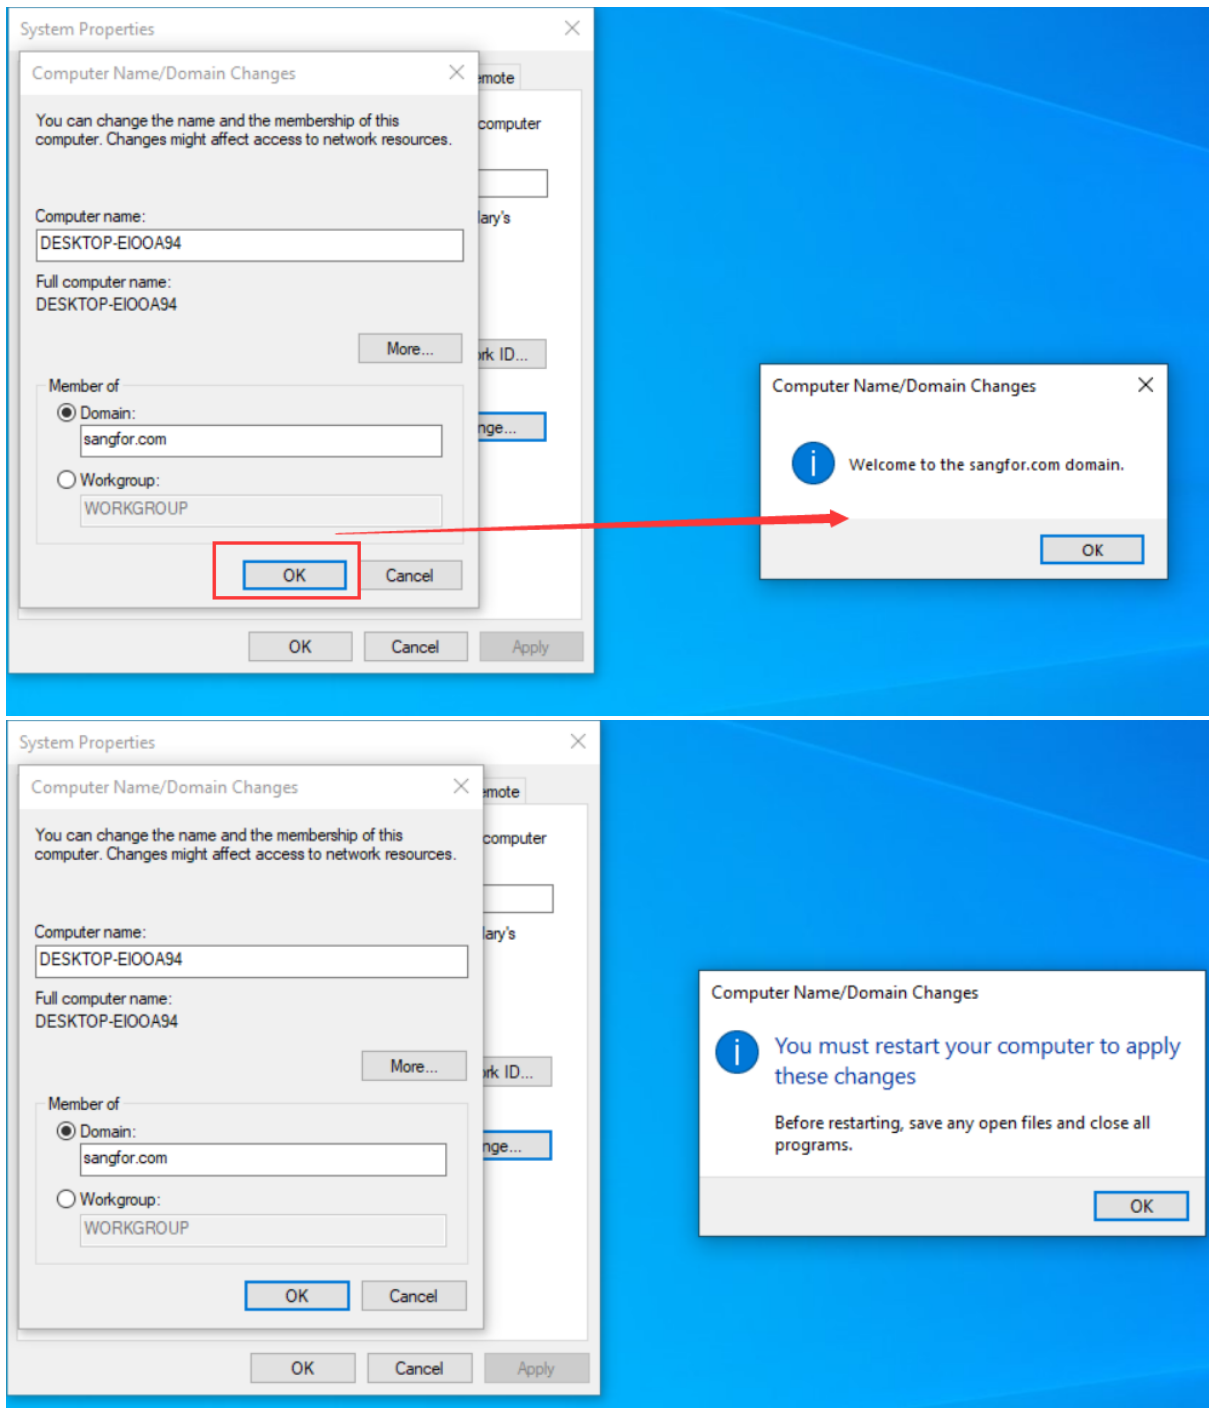 System Properties
Computer Name/Domain Changes
emote
You can change the name and the membership of this
computer. Changes might affect access to network resources.
computer
Computer name:
lary's
DESKTOP-EIOOA94
Full computer name:
DESKTOP-EIOOA94
More...
ork ID...
Member of
Domain:
sangfor.com
nge...
Workgroup:
WORKGROUP
OK
Cancel
OK
Cancel
Apply
Computer Name/Domain Changes
Welcome to the sangfor.com domain.
OK
System Properties
Computer Name/Domain Changes
emote
You can change the name and the membership of this
computer. Changes might affect access to network resources.
computer
Computer name:
lary's
DESKTOP-EIOOA94
Full computer name:
DESKTOP-EIOOA94
More...
ork ID...
Member of
Domain:
sangfor.com
nge...
Workgroup:
WORKGROUP
OK
Cancel
OK
Cancel
Apply
Computer Name/Domain Changes
You must restart your computer to apply
these changes
Before restarting, save any open files and close all
programs.
OK